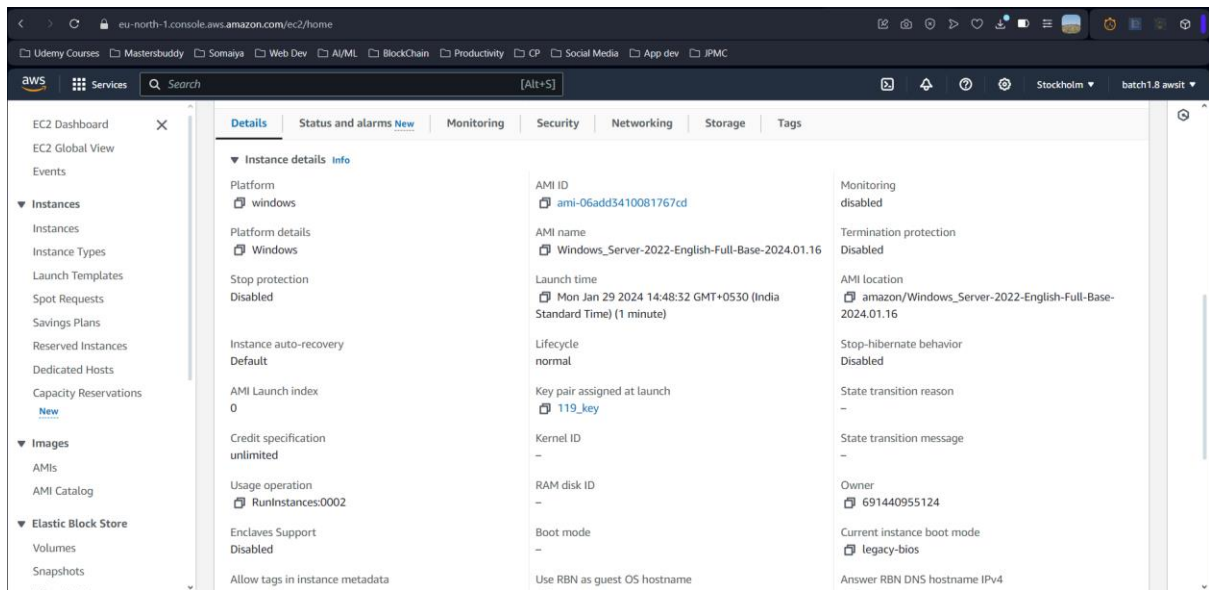 eu-north-1.console.aws.amazon.com/ec2/home
Udemy Courses Mastersbuddy Somaiya Web Dev AI/ML BlockChain Productivity CP Social Media App dev JPMC
aws Services Search [Alt+S] Stockholm batch1.8 awsit
EC2 Dashboard
EC2 Global View
Events
Instances
Instances
Instance Types
Launch Templates
Spot Requests
Savings Plans
Reserved Instances
Dedicated Hosts
Capacity Reservations
New
Images
AMIs
AMI Catalog
Elastic Block Store
Volumes
Snapshots
Details Status and alarms New Monitoring Security Networking Storage Tags
Instance details Info
Platform
windows
AMI ID
ami-06add3410081767cd
Monitoring
disabled
Platform details
Windows
AMI name
Windows_Server-2022-English-Full-Base-2024.01.16
Termination protection
Disabled
Stop protection
Disabled
Launch time
Mon Jan 29 2024 14:48:32 GMT+0530 (India
Standard Time) (1 minute)
AMI location
amazon/Windows_Server-2022-English-Full-Base-
2024.01.16
Instance auto-recovery
Default
Lifecycle
normal
Stop-hibernate behavior
Disabled
AMI Launch index
0
Key pair assigned at launch
119_key
State transition reason
–
Credit specification
unlimited
Kernel ID
–
State transition message
–
Usage operation
RunInstances:0002
RAM disk ID
–
Owner
691440955124
Enclaves Support
Disabled
Boot mode
–
Current instance boot mode
legacy-bios
Allow tags in instance metadata
Use RBN as guest OS hostname
Answer RBN DNS hostname IPv4